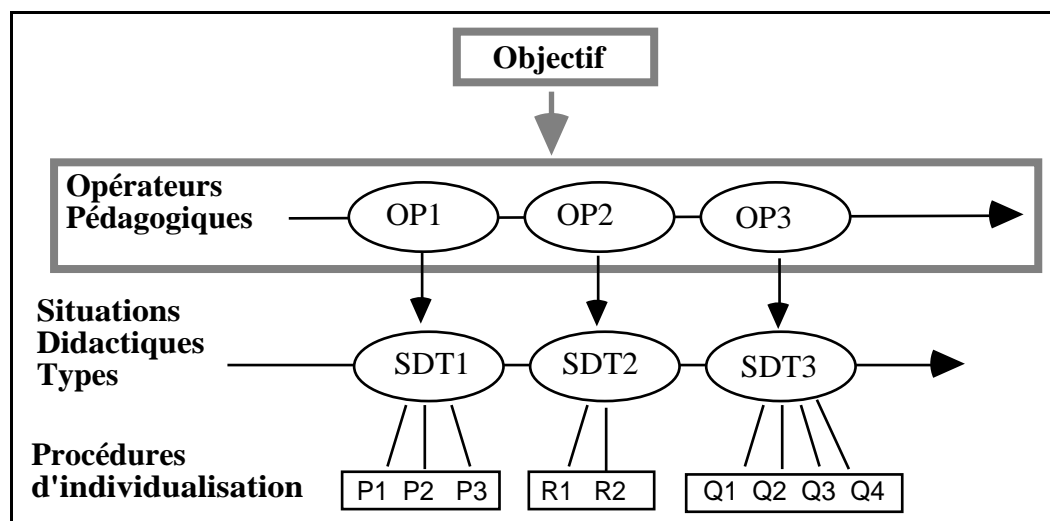 Objectif
Opérateurs
Pédagogiques
OP1 OP2 OP3
Situations
Didactiques
Types
SDT1 SDT2 SDT3
Procédures
d'individualisation
P1 P2 P3 R1 R2 Q1 Q2 Q3 Q4